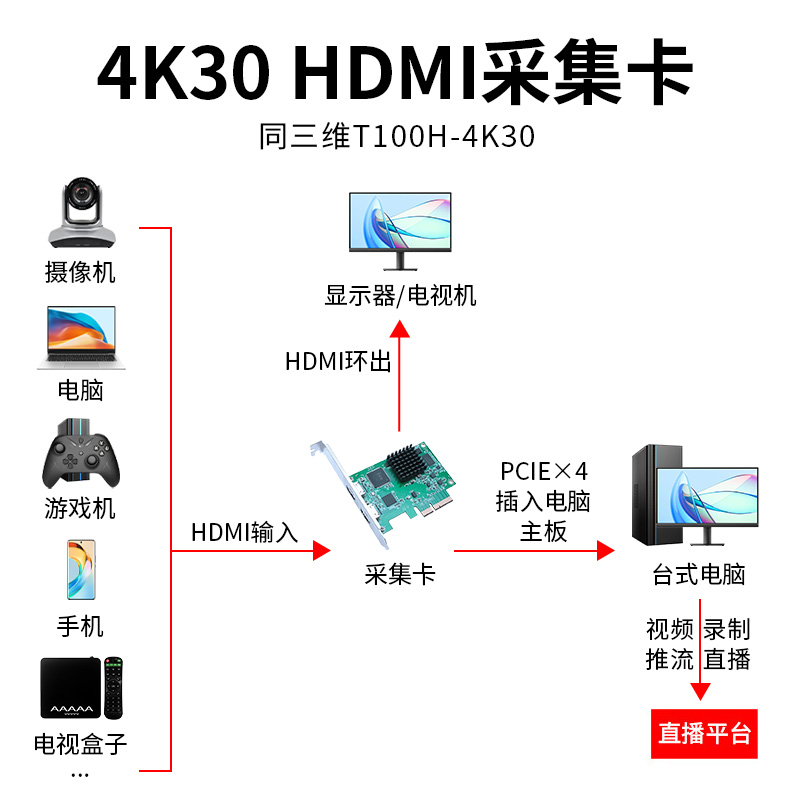 4K30 HDMI采集卡
同三维T100H-4K30
摄像机
电脑
游戏机
手机
电视盒子
...
HDMI输入
显示器/电视机
HDMI环出
采集卡
PCIE×4
插入电脑
主板
台式电脑
视频 录制
推流 直播
直播平台